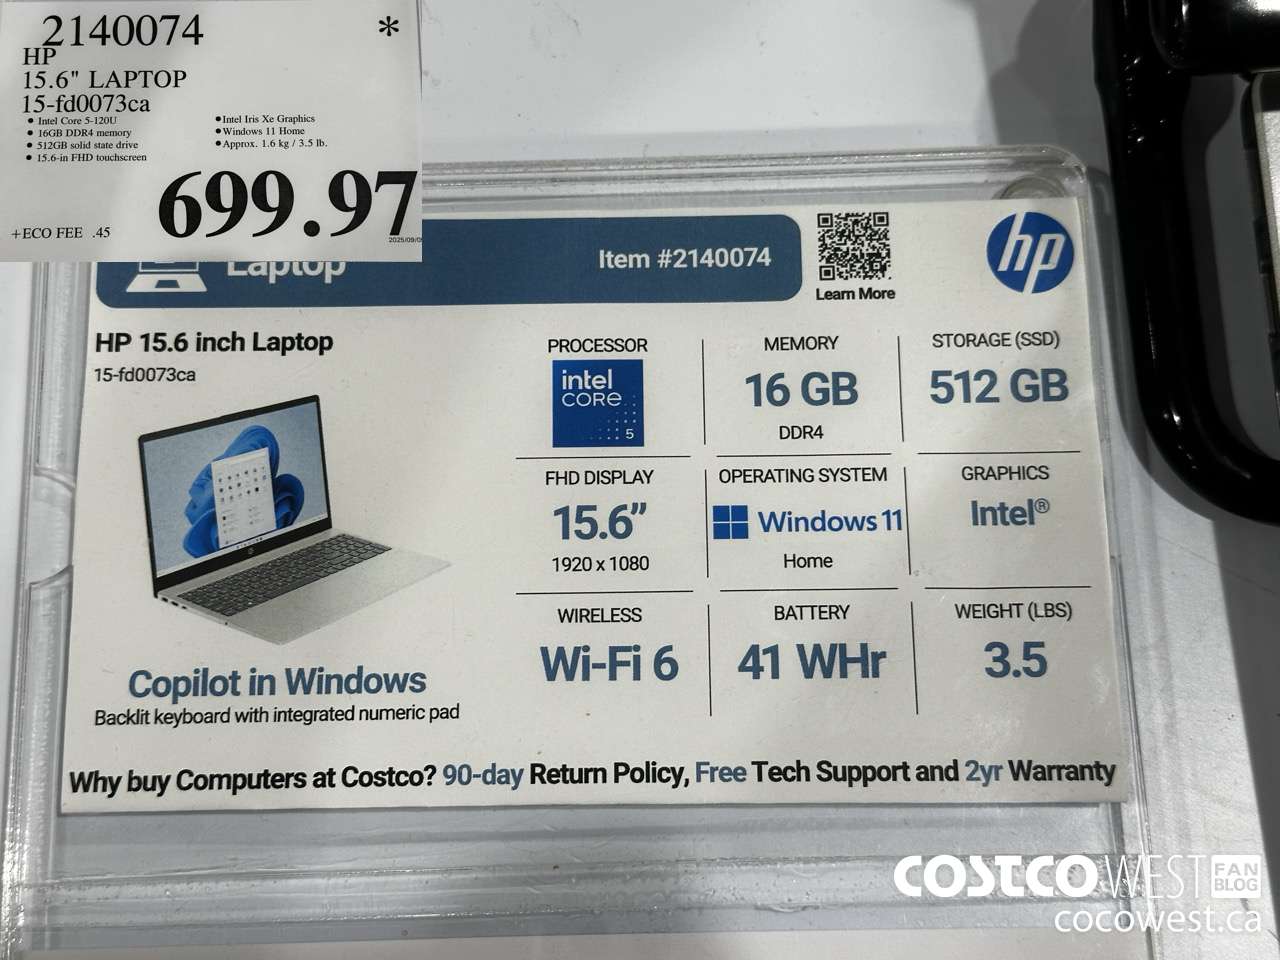 2140074 *
HP
15.6" LAPTOP
15-fd0073ca
• Intel Core 5-120U
• 16GB DDR4 memory
• 512GB solid state drive
• 15.6-in FHD touchscreen
• Intel Iris Xe Graphics
• Windows 11 Home
• Approx. 1.6 kg / 3.5 lb.
699.97
+ECO FEE .45
Laptop
Item #2140074
Learn More
hp
HP 15.6 inch Laptop
15-fd0073ca
PROCESSOR
intel
CORE
5
MEMORY
16 GB
DDR4
STORAGE (SSD)
512 GB
FHD DISPLAY
15.6”
1920 x 1080
OPERATING SYSTEM
Windows 11
Home
GRAPHICS
Intel®
WIRELESS
Wi-Fi 6
BATTERY
41 WHr
WEIGHT (LBS)
3.5
Copilot in Windows
Backlit keyboard with integrated numeric pad
Why buy Computers at Costco? 90-day Return Policy, Free Tech Support and 2yr Warranty
COSTCO WEST FAN BLOG
cocowest.ca